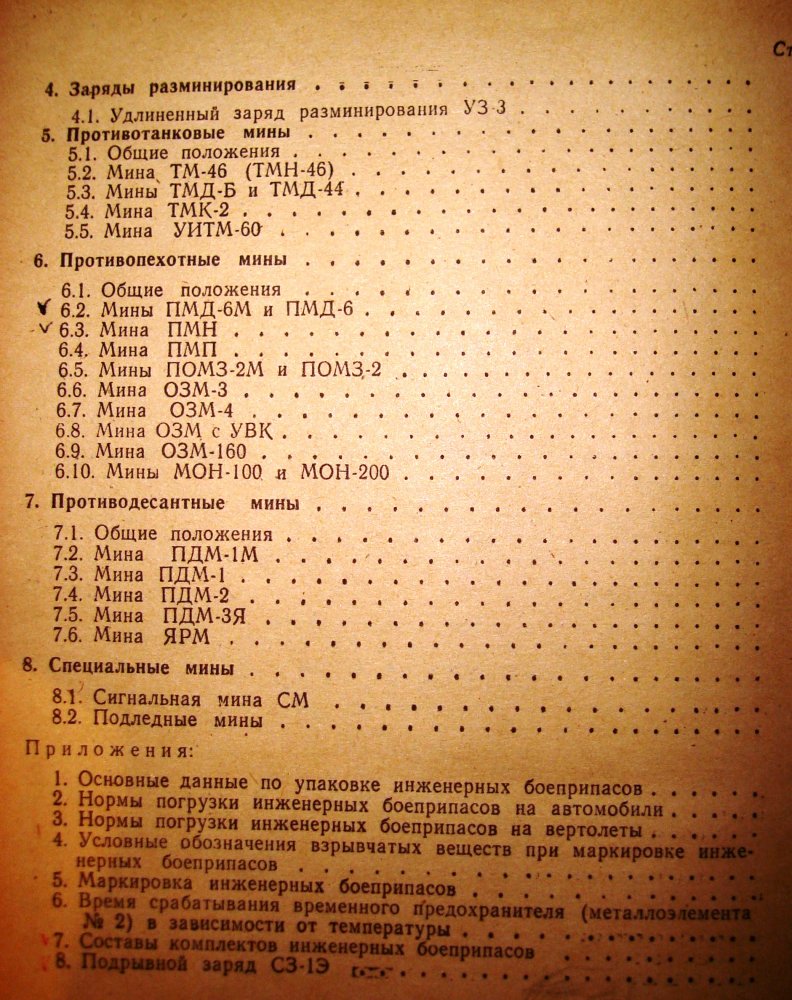 Ст
4. Заряды разминирования
4.1. Удлиненный заряд разминирования УЗ-3
5. Противотанковые мины
5.1. Общие положения
5.2. Мина ТМ-46 (ТМН-46)
5.3. Мины ТМД-Б и ТМД-44
5.4. Мина ТМК-2
5.5. Мина УИТМ-60
6. Противопехотные мины
6.1. Общие положения
6.2. Мины ПМД-6М и ПМД-6
6.3. Мина ПМН
6.4. Мина ПМП
6.5. Мины ПОМЗ-2М и ПОМЗ-2
6.6. Мина ОЗМ-3
6.7. Мина ОЗМ-4
6.8. Мина ОЗМ с УВК
6.9. Мина ОЗМ-160
6.10. Мины МОН-100 и МОН-200
7. Противодесантные мины
7.1. Общие положения
7.2. Мина ПДМ-1М
7.3. Мина ПДМ-1
7.4. Мина ПДМ-2
7.5. Мина ПДМ-3Я
7.6. Мина ЯРМ
8. Специальные мины
8.1. Сигнальная мина СМ
8.2. Подледные мины
Приложения:
1. Основные данные по упаковке инженерных боеприпасов
2. Нормы погрузки инженерных боеприпасов на автомобили
3. Нормы погрузки инженерных боеприпасов на вертолеты
4. Условные обозначения взрывчатых веществ при маркировке инже-
нерных боеприпасов
5. Маркировка инженерных боеприпасов
6. Время срабатывания временного предохранителя (металлоэлемента
№ 2) в зависимости от температуры
7. Составы комплектов инженерных боеприпасов
8. Подрывной заряд СЗ-1Э